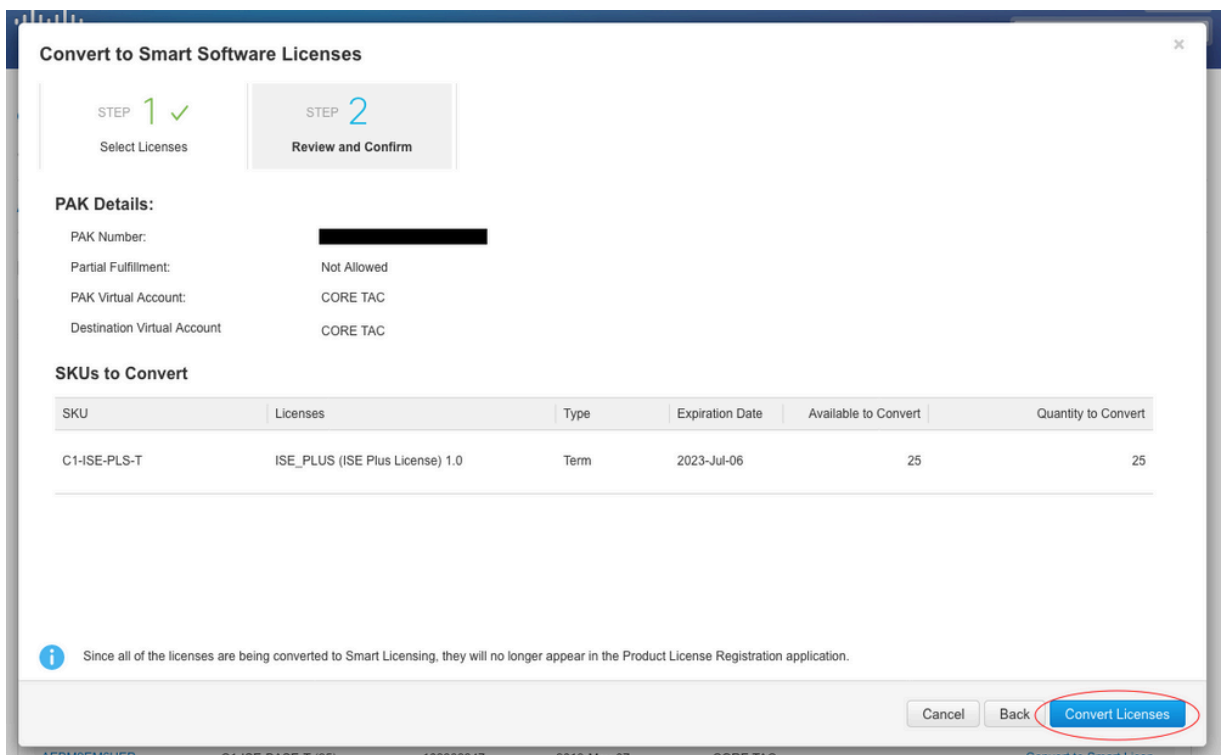 Convert to Smart Software Licenses
×
STEP 1
Select Licenses
STEP 2
Review and Confirm
PAK Details:
PAK Number:
Partial Fulfillment: Not Allowed
PAK Virtual Account: CORE TAC
Destination Virtual Account CORE TAC
SKUs to Convert
SKU Licenses Type Expiration Date Available to Convert Quantity to Convert
C1-ISE-PLS-T ISE_PLUS (ISE Plus License) 1.0 Term 2023-Jul-06 25 25
Since all of the licenses are being converted to Smart Licensing, they will no longer appear in the Product License Registration application.
Cancel Back Convert Licenses